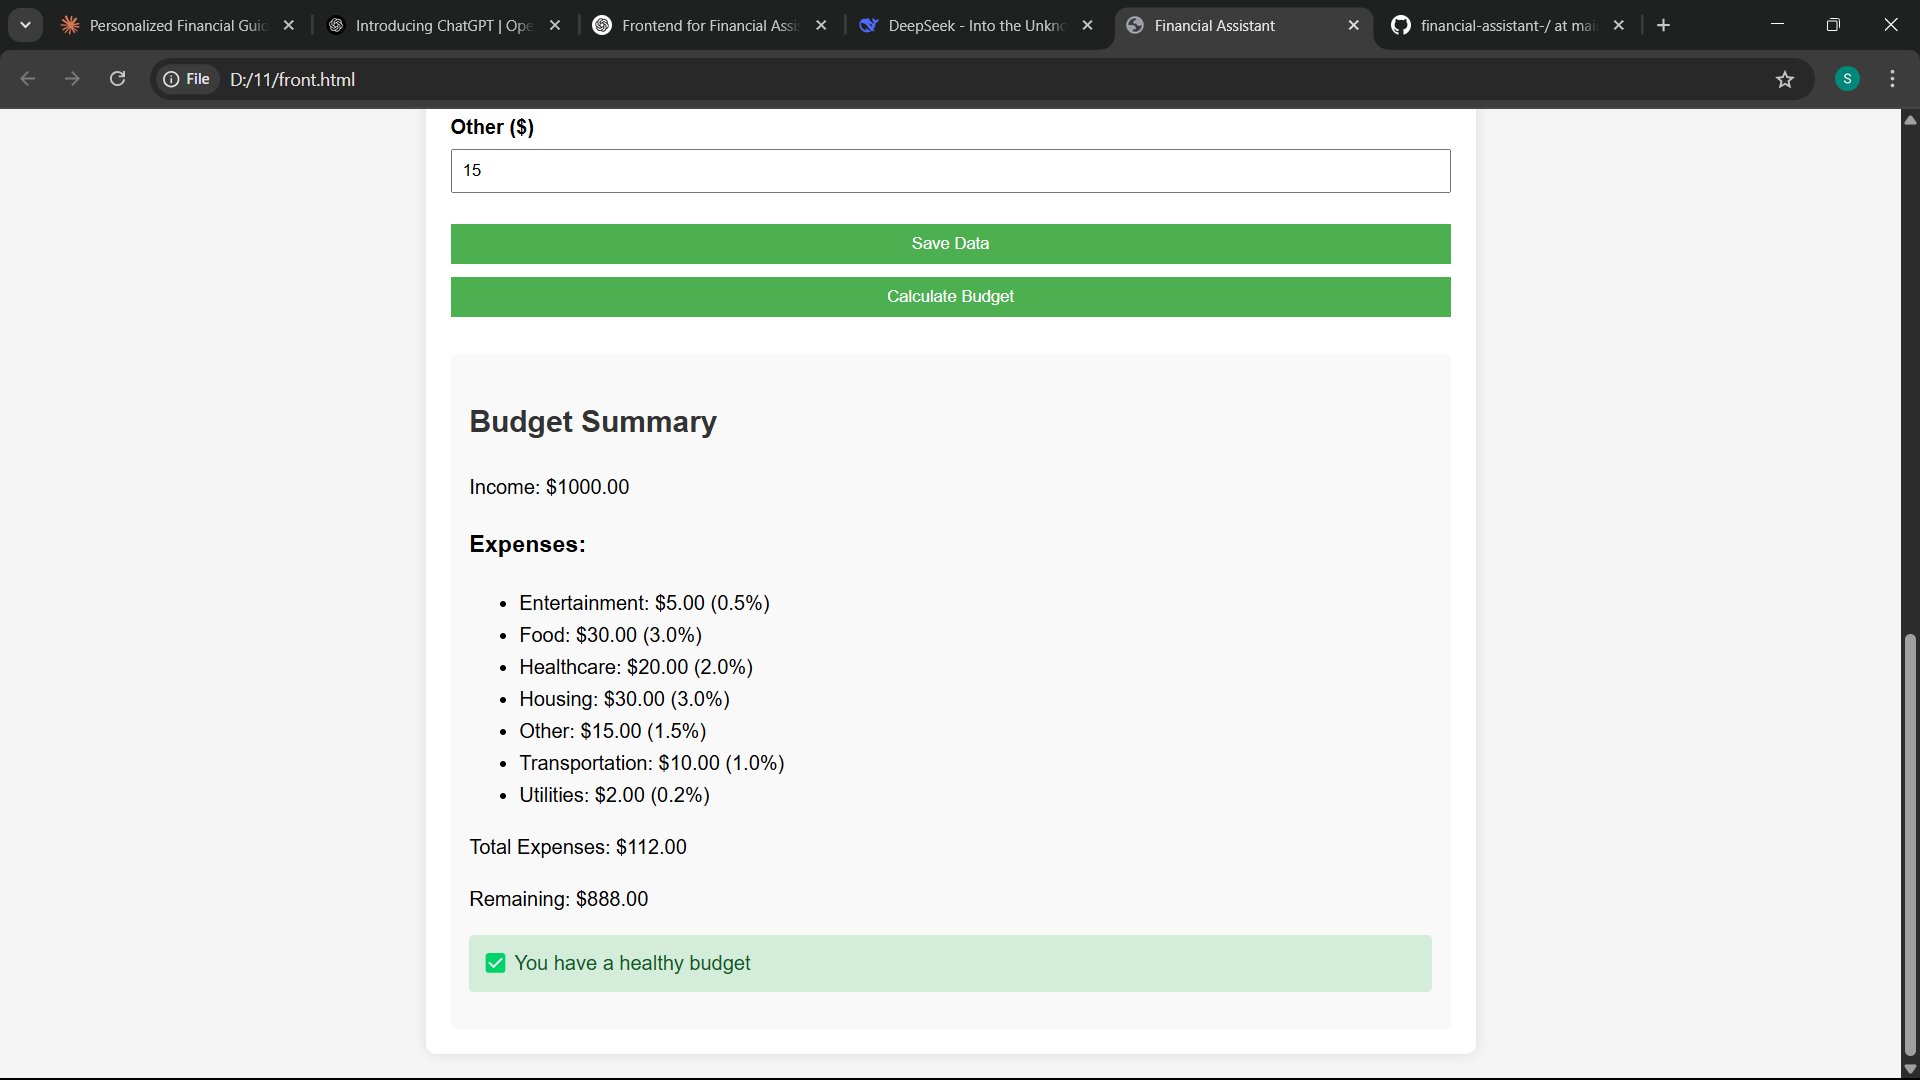 Personalized Financial Guid
Introducing ChatGPT | Ope
Frontend for Financial Assis
DeepSeek - Into the Unkno
Financial Assistant
financial-assistant-/ at mai
File
D:/11/front.html
S
Other ($)
15
Save Data
Calculate Budget
Budget Summary
Income: $1000.00
Expenses:
• Entertainment: $5.00 (0.5%)
• Food: $30.00 (3.0%)
• Healthcare: $20.00 (2.0%)
• Housing: $30.00 (3.0%)
• Other: $15.00 (1.5%)
• Transportation: $10.00 (1.0%)
• Utilities: $2.00 (0.2%)
Total Expenses: $112.00
Remaining: $888.00
✅ You have a healthy budget